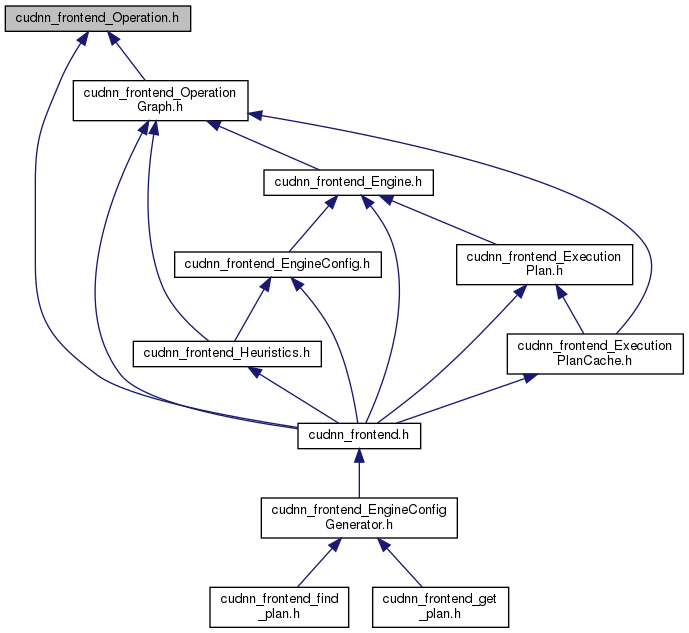 cudnn_frontend_Operation.h
cudnn_frontend_Operation
Graph.h
cudnn_frontend_Engine.h
cudnn_frontend_EngineConfig.h
cudnn_frontend_Execution
Plan.h
cudnn_frontend_Heuristics.h
cudnn_frontend_Execution
PlanCache.h
cudnn_frontend.h
cudnn_frontend_EngineConfig
Generator.h
cudnn_frontend_find
_plan.h
cudnn_frontend_get
_plan.h